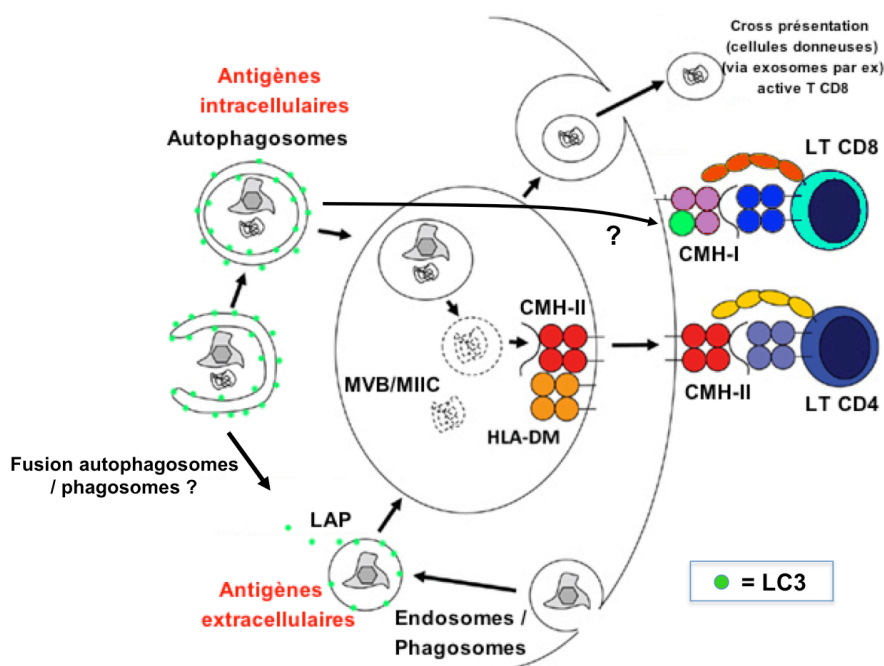 Cross présentation
(cellules donneuses)
(via exosomes par ex)
active T CD8
Antigènes
intracellulaires
Autophagosomes
LT CD8
?
CMH-I
CMH-II
MVB/MIIC
HLA-DM
CMH-II
LT CD4
Fusion autophagosomes
/ phagosomes ?
LAP
Antigènes
extracellulaires
Endosomes /
Phagosomes
= LC3